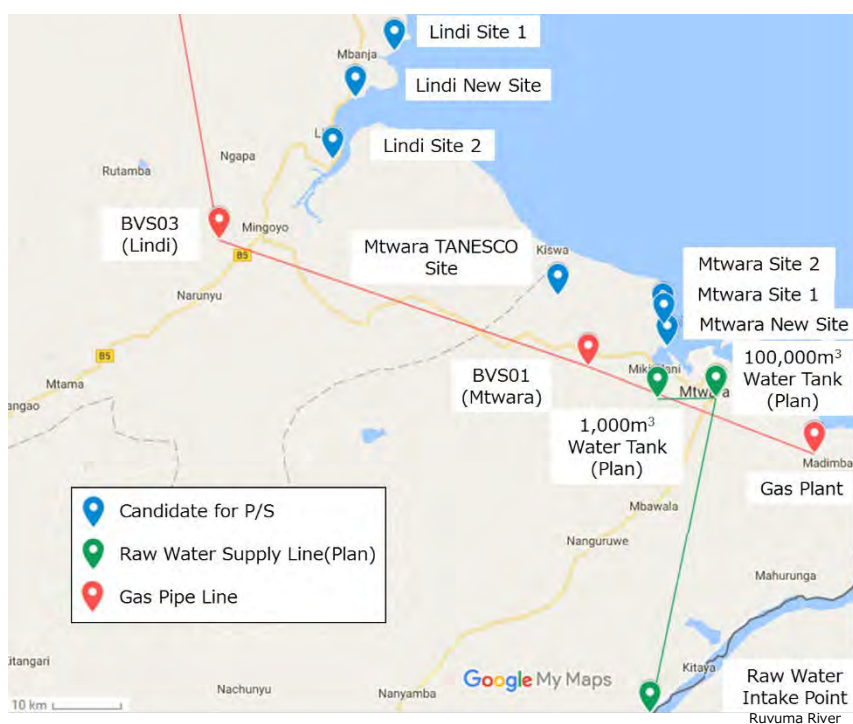 Lindi Site 1
Mbanja
Lindi New Site
Lindi Site 2
Ngapa
Rutamba
BVS03
(Lindi)
Mingoyo
B5
Mtwara TANESCO
Site
Kiswa
Mtwara Site 2
Mtwara Site 1
Mtwara New Site
Narunyu
B5
Mtama
BVS01
(Mtwara)
100,000m³
Water Tank
(Plan)
Mtwara
1,000m³
Water Tank
(Plan)
Madimba
Gas Plant
Candidate for P/S
Raw Water Supply Line(Plan)
Gas Pipe Line
Mbawala
Nanguruwe
Mahurunga
Kitaya
Nachunyu
Nanyamba
Google My Maps
10 km
Raw Water
Intake Point
Ruvuma River